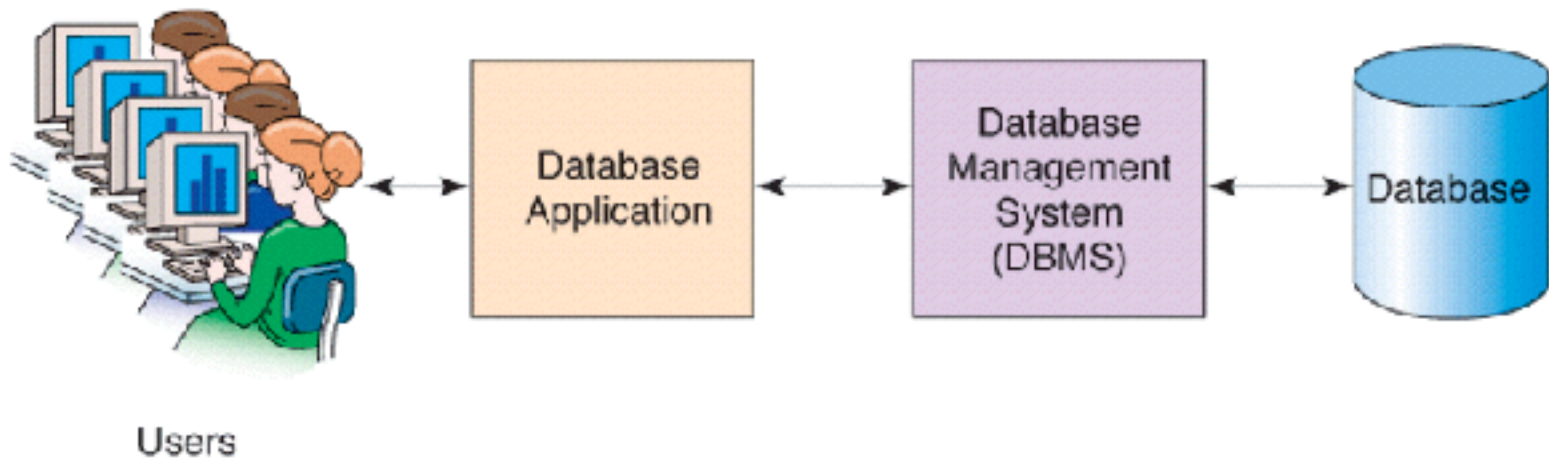 Database
Application
Database
Management
System
(DBMS)
Database
Users